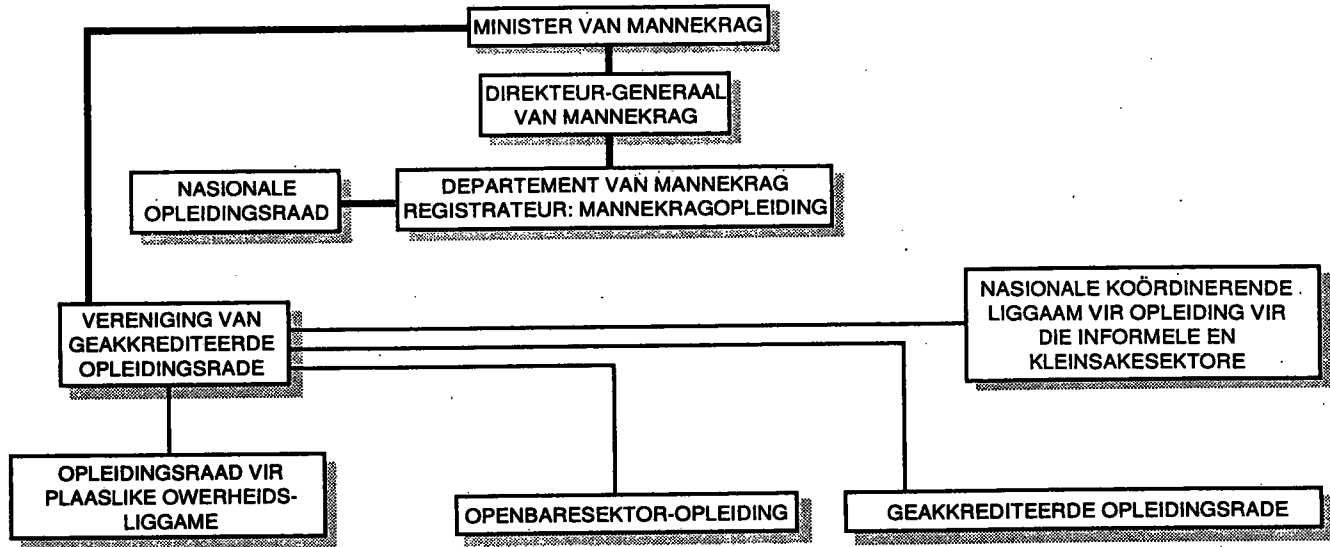 MINISTER VAN MANNEKRAG
DIREKTEUR-GENERAAL
VAN MANNEKRAG
NASIONALE
OPLEIDINGSRAAD
DEPARTEMENT VAN MANNEKRAG
REGISTRATEUR: MANNEKRAGOPLEIDING
VERENIGING VAN
GEAKKREDITEERDE
OPLEIDINGSRADE
NASIONALE KOÖRDINERENDE
LIGGAAM VIR OPLEIDING VIR
DIE INFORMELE EN
KLEINSAKESEKTORE
OPLEIDINGSRAAD VIR
PLAASLIKE OWERHEIDS-
LIGGAME
OPENBARESEKTOR-OPLEIDING
GEAKKREDITEERDE OPLEIDINGSRADE